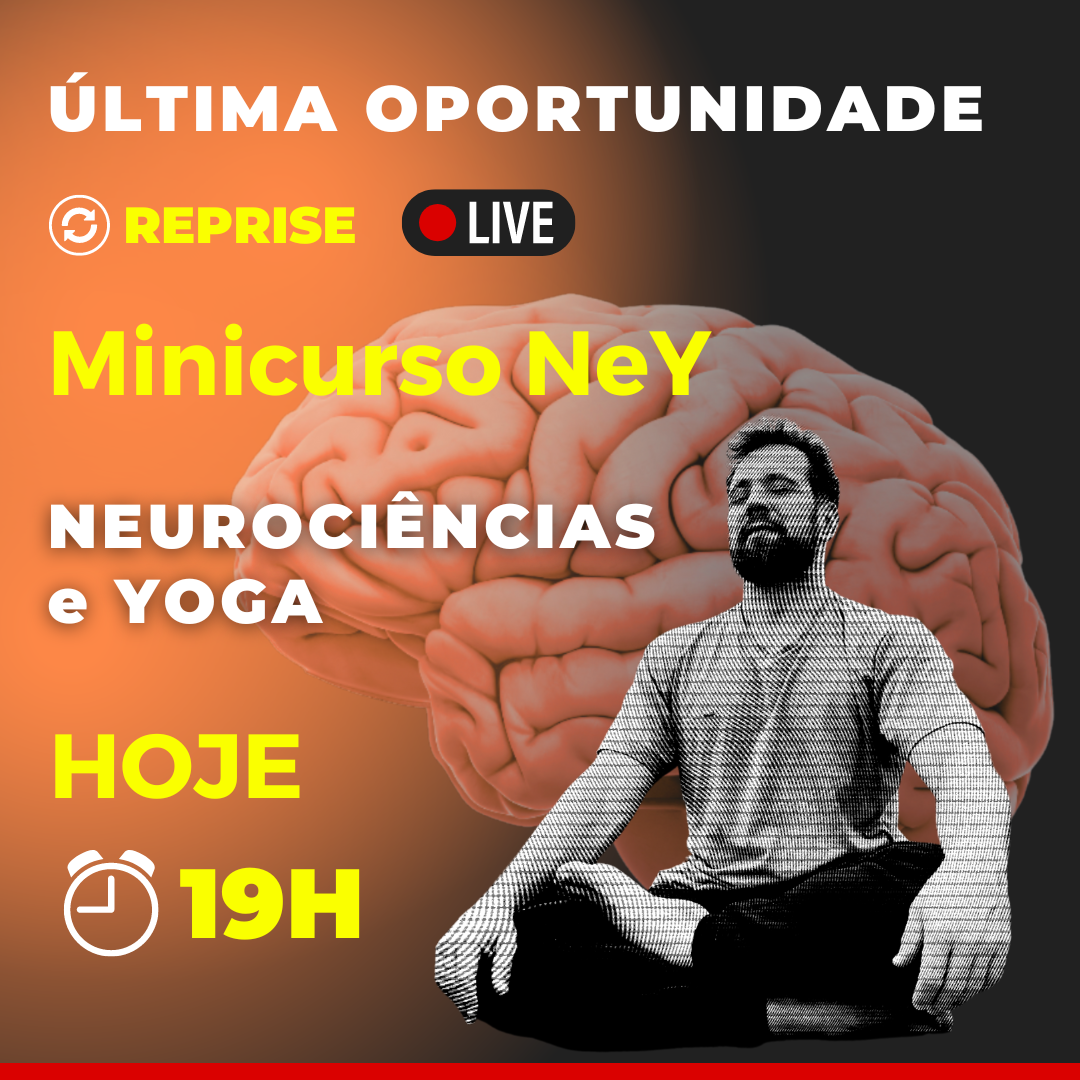 ÚLTIMA OPORTUNIDADE
REPRISE
LIVE
Minicurso NeY
NEUROCIÊNCIAS
e YOGA
HOJE
19H